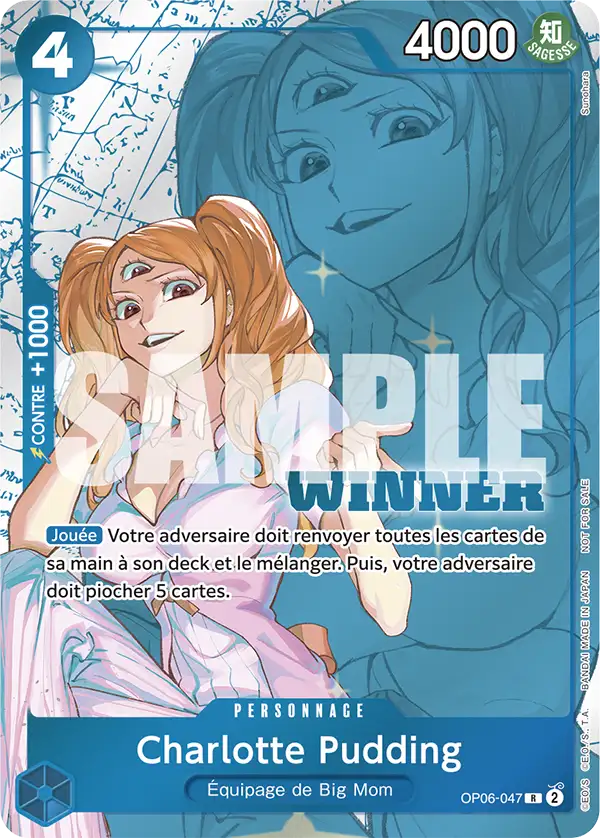 4
4000
知
SAGESSE
Sunohara
CONTRE +1000
SAMPLE
WINNER
Jouée Votre adversaire doit renvoyer toutes les cartes de
sa main à son deck et le mélanger. Puis, votre adversaire
doit piocher 5 cartes.
PERSONNAGE
Charlotte Pudding
Équipage de Big Mom
OP06-047 R 2
©E.O/S ©E.O./S., T.A. BANDAI MADE IN JAPAN NOT FOR SALE